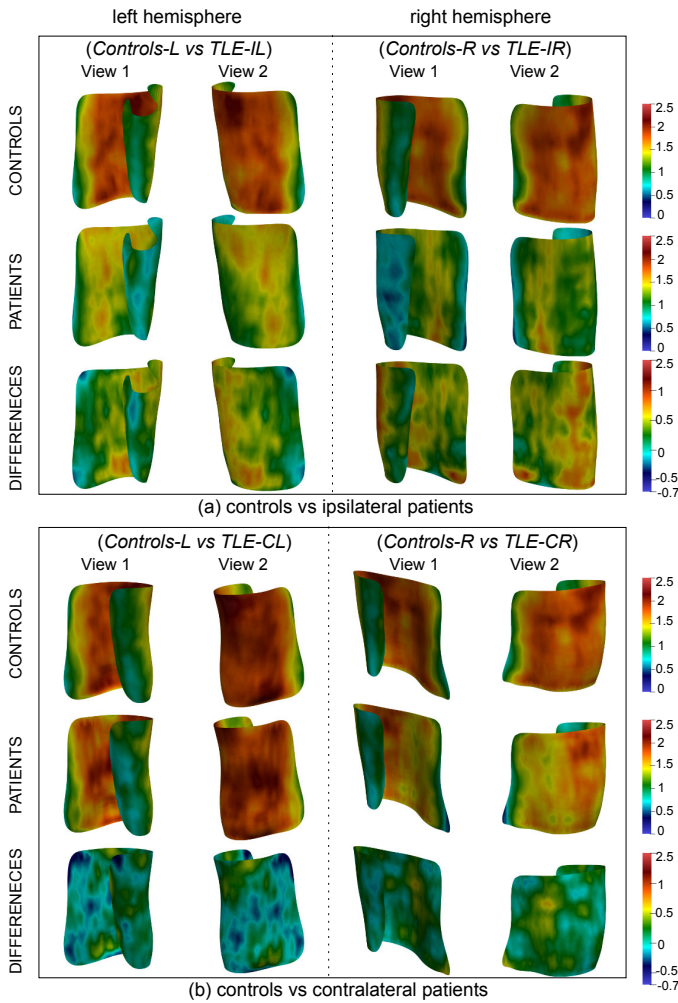 left hemisphere right hemisphere
(Controls-L vs TLE-IL) (Controls-R vs TLE-IR)
View 1 View 2 View 1 View 2
CONTROLS
2.5
2
1.5
1
0.5
0
PATIENTS
2.5
2
1.5
1
0.5
0
DIFFERENECES
2.5
2
1.5
1
0.5
0
-0.7
(a) controls vs ipsilateral patients
(Controls-L vs TLE-CL) (Controls-R vs TLE-CR)
View 1 View 2 View 1 View 2
CONTROLS
2.5
2
1.5
1
0.5
0
PATIENTS
2.5
2
1.5
1
0.5
0
DIFFERENECES
2.5
2
1.5
1
0.5
0
-0.7
(b) controls vs contralateral patients